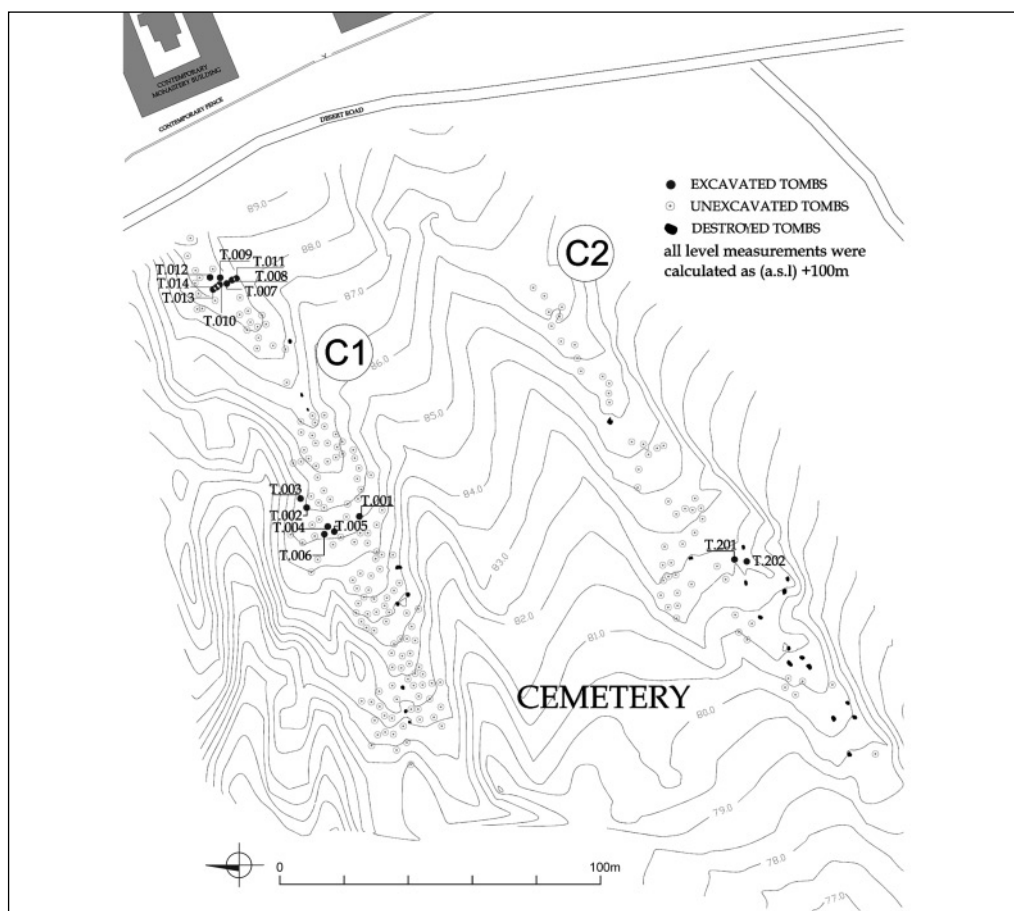 CONTEMPORARY
MONASTERY BUILDING
CONTEMPORARY FENCE
DESERT ROAD
EXCAVATED TOMBS
UNEXCAVATED TOMBS
DESTROYED TOMBS
all level measurements were
calculated as (a.s.l) +100m
89.0
88.0
87.0
86.0
85.0
84.0
83.0
82.0
81.0
80.0
79.0
78.0
77.0
C1
C2
T.009
T.011
T.012
T.008
T.014
T.007
T.013
T.010
T.003
T.001
T.002
T.004
T.005
T.006
T.201
T.202
CEMETERY
0
100m